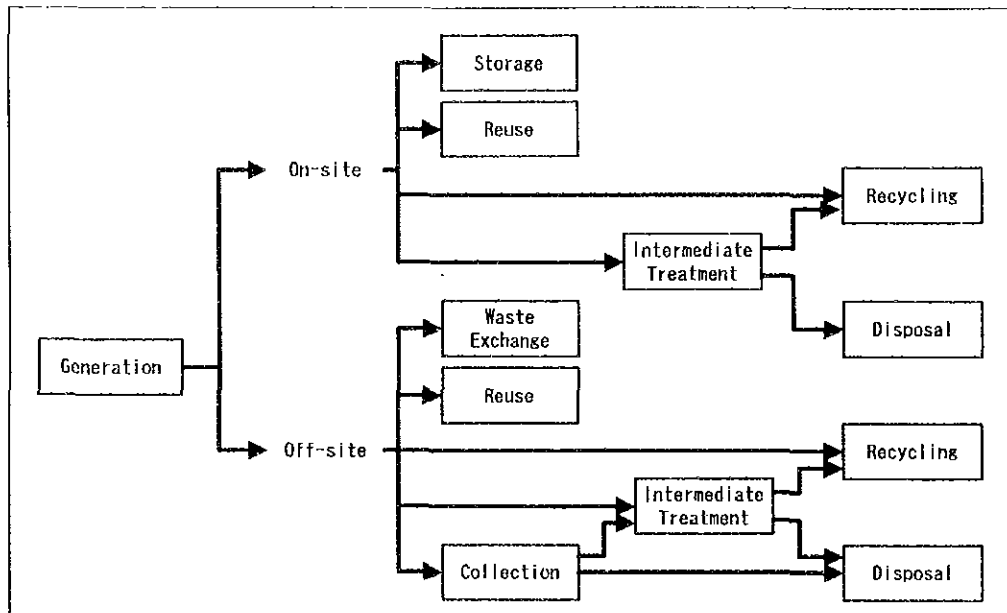 Storage
Reuse
On-site
Recycling
Intermediate
Treatment
Disposal
Waste
Exchange
Generation
Reuse
Off-site
Recycling
Intermediate
Treatment
Collection
Disposal